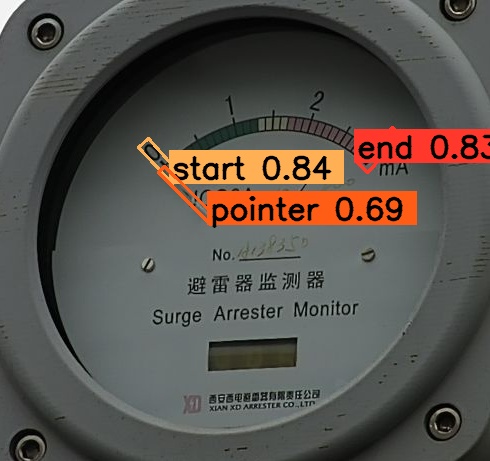 1 2
0
start 0.84
end 0.83
mA
pointer 0.69
No. A138350
避雷器监测器
Surge Arrester Monitor
西安西电避雷器有限责任公司
XIAN XD ARRESTER CO.,LTD.